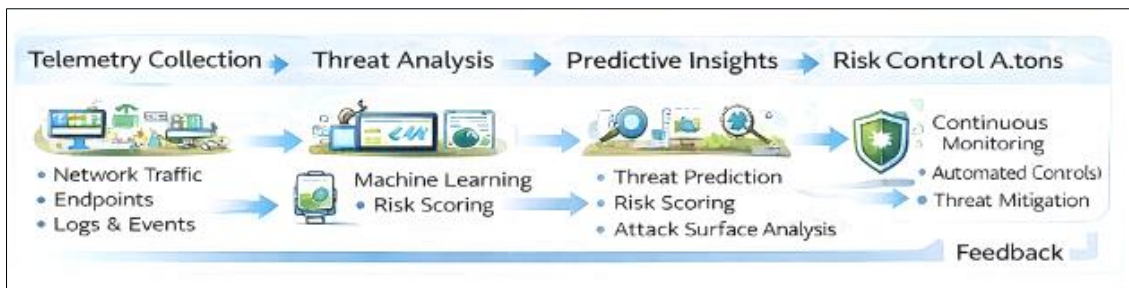 Telemetry Collection
Threat Analysis
Predictive Insights
Risk Control A.tons
• Network Traffic
• Endpoints
• Logs & Events
Machine Learning
• Risk Scoring
• Threat Prediction
• Risk Scoring
• Attack Surface Analysis
Continuous
Monitoring
• Automated Controls)
• Threat Mitigation
Feedback